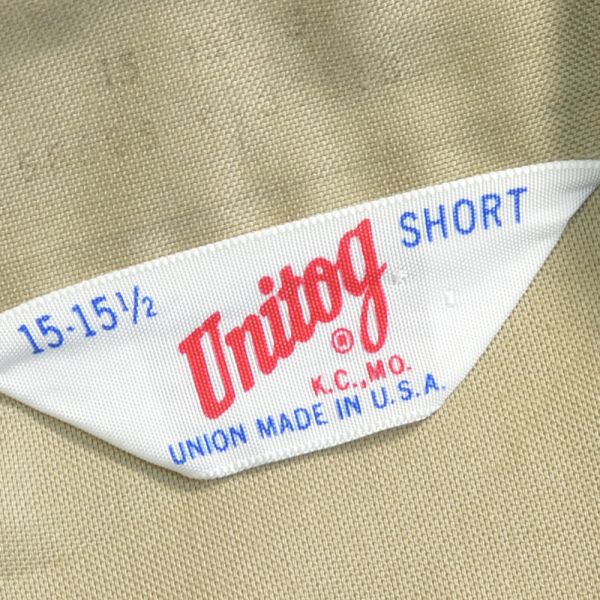 15-15½ Unitog® SHORT
K.C., MO.
UNION MADE IN U.S.A.